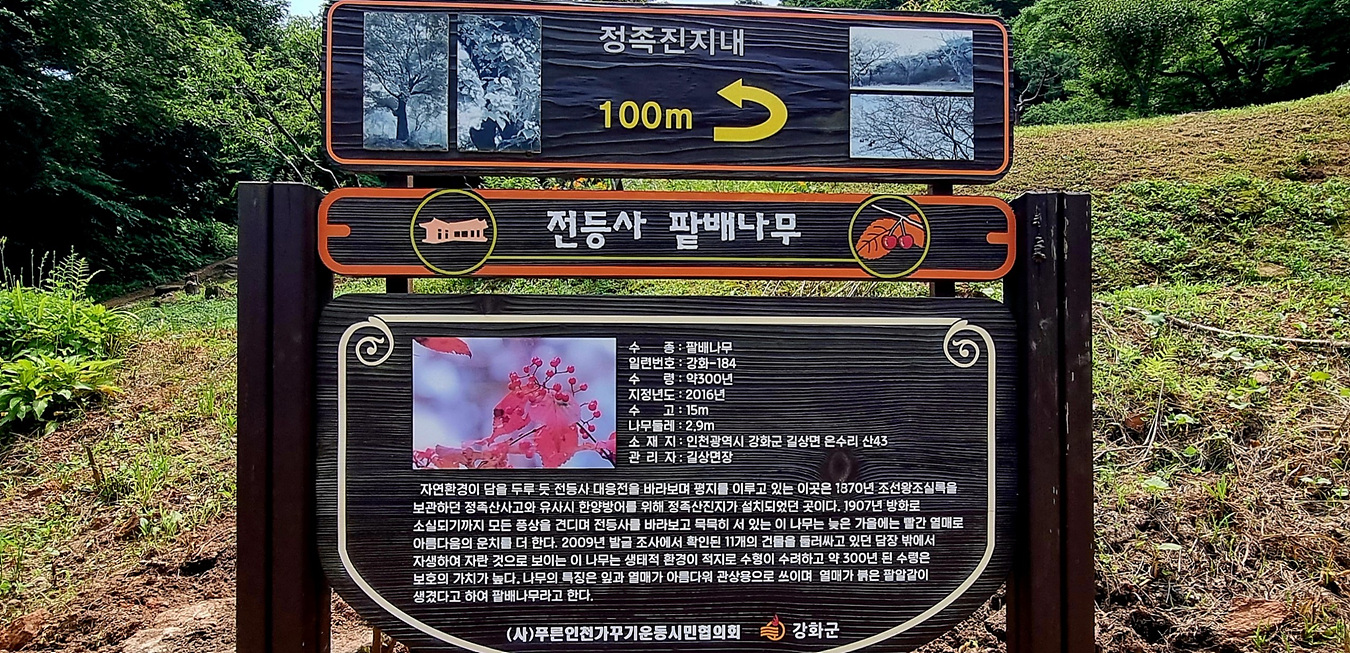 정족진지내
100m
전등사 팥배나무
수 종 : 팥배나무
일련번호 : 강화-184
수 령 : 약300년
지정년도 : 2016년
수 고 : 15m
나무둘레 : 2.9m
소 재 지 : 인천광역시 강화군 길상면 온수리 산43
관 리 자 : 길상면장
자연환경이 담을 두루 듯 전등사 대웅전을 바라보며 평지를 이루고 있는 이곳은 1870년 조선왕조실록을
보관하던 정족산사고와 유사시 한양방어를 위해 정족산진지가 설치되었던 곳이다. 1907년 방화로
소실되기까지 모든 풍상을 견디며 전등사를 바라보고 묵묵히 서 있는 이 나무는 늦은 가을에는 빨간 열매로
아름다움의 운치를 더 한다. 2009년 발굴 조사에서 확인된 11개의 건물을 둘러싸고 있던 담장 밖에서
자생하여 자란 것으로 보이는 이 나무는 생태적 환경이 적지로 수형이 수려하고 약 300년 된 수령은
보호의 가치가 높다. 나무의 특징은 잎과 열매가 아름다워 관상용으로 쓰이며 열매가 붉은 팥알같이
생겼다고 하여 팥배나무라고 한다.
(사)푸른인천가꾸기운동시민협의회 강화군